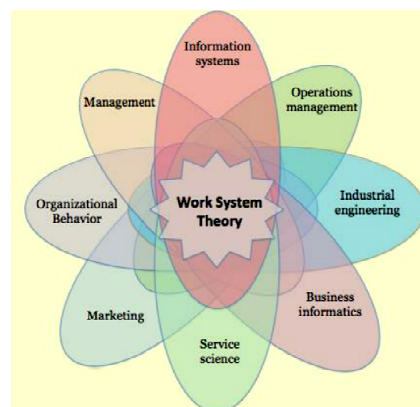 Information
systems
Operations
management
Industrial
engineering
Business
informatics
Service
science
Marketing
Organizational
Behavior
Management
Work System
Theory